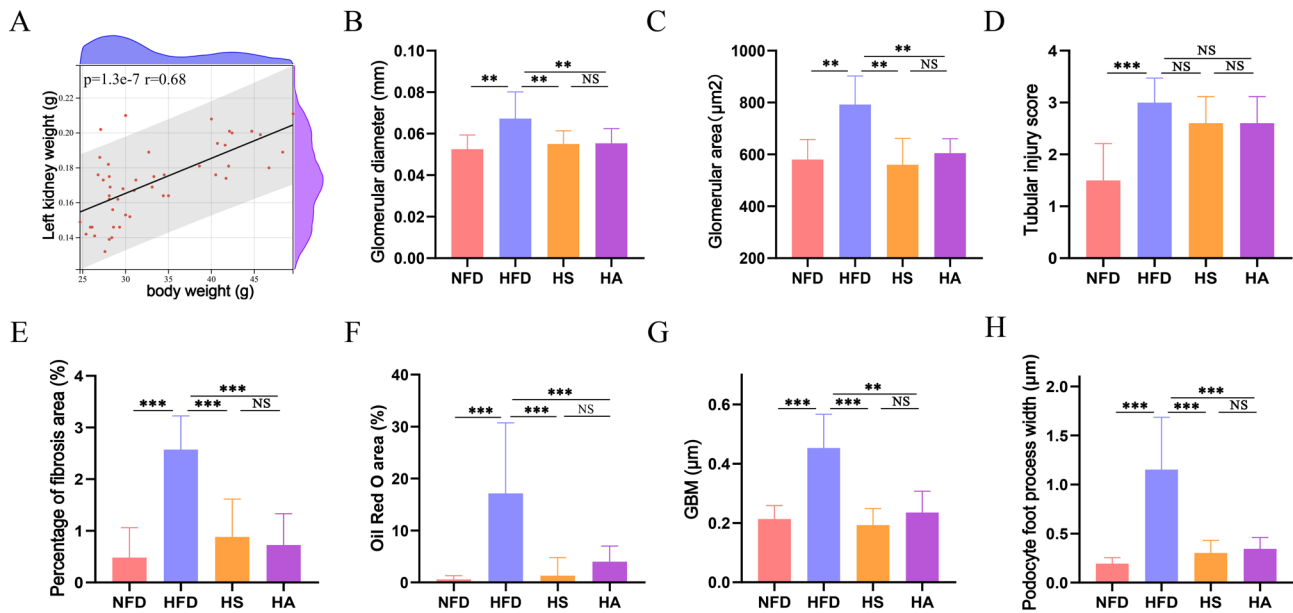 A
p=1.3e-7 r=0.68
Left kidney weight (g)
0.22
0.20
0.18
0.16
0.14
25
30
35
40
45
body weight (g)
B
Glomerular diameter (mm)
0.10
0.08
0.06
0.04
0.02
0.00
** ** ** NS
NFD HFD HS HA
C
Glomerular area (μm2)
1000
800
600
400
200
** ** ** NS
NFD HFD HS HA
D
Tubular injury score
4
3
2
1
0
NS
*** NS NS
NFD HFD HS HA
E
Percentage of fibrosis area (%)
4
3
2
1
0
***
*** *** NS
NFD HFD HS HA
F
Oil Red O area (%)
40
30
20
10
0
***
*** *** NS
NFD HFD HS HA
G
GBM (μm)
0.6
0.4
0.2
0.0
**
*** *** NS
NFD HFD HS HA
H
Podocyte foot process width (μm)
2.0
1.5
1.0
0.5
0.0
***
*** *** NS
NFD HFD HS HA